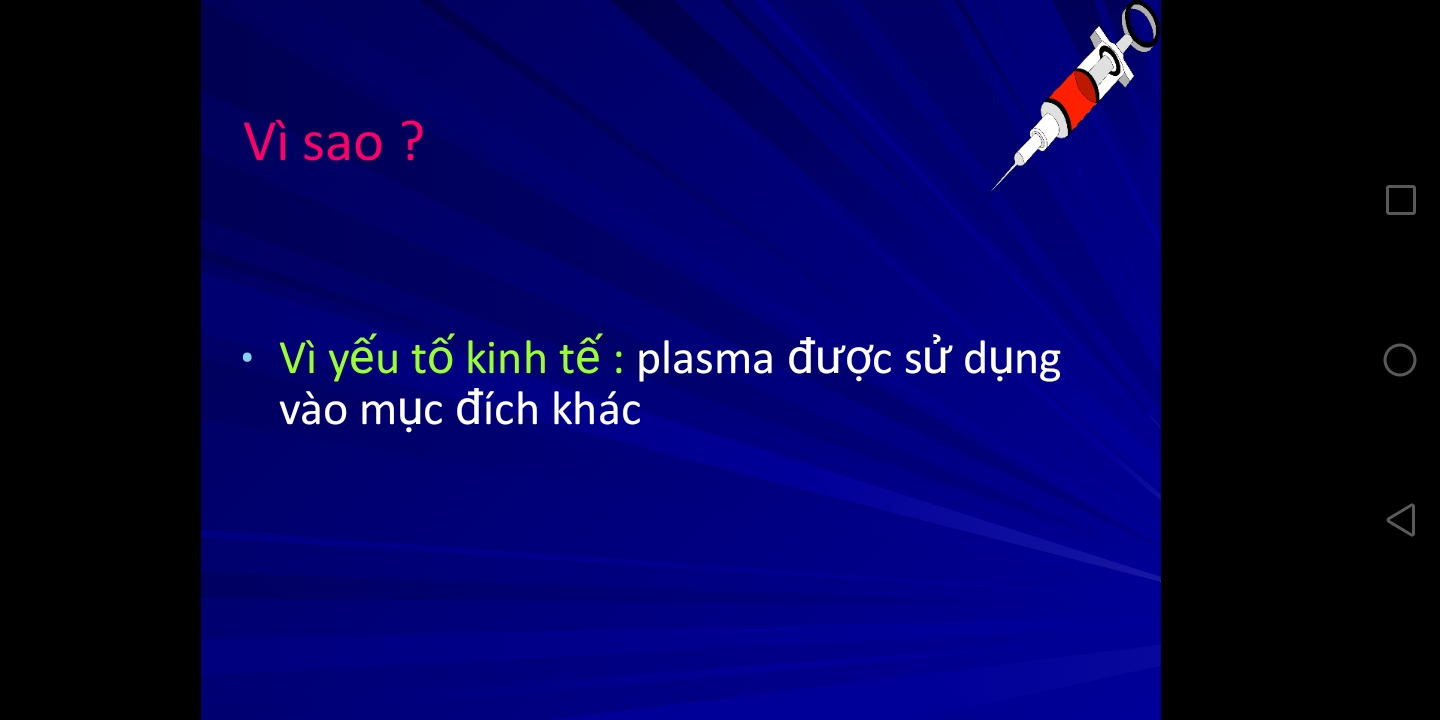 Vì sao ?
• Vì yếu tố kinh tế : plasma được sử dụng
vào mục đích khác